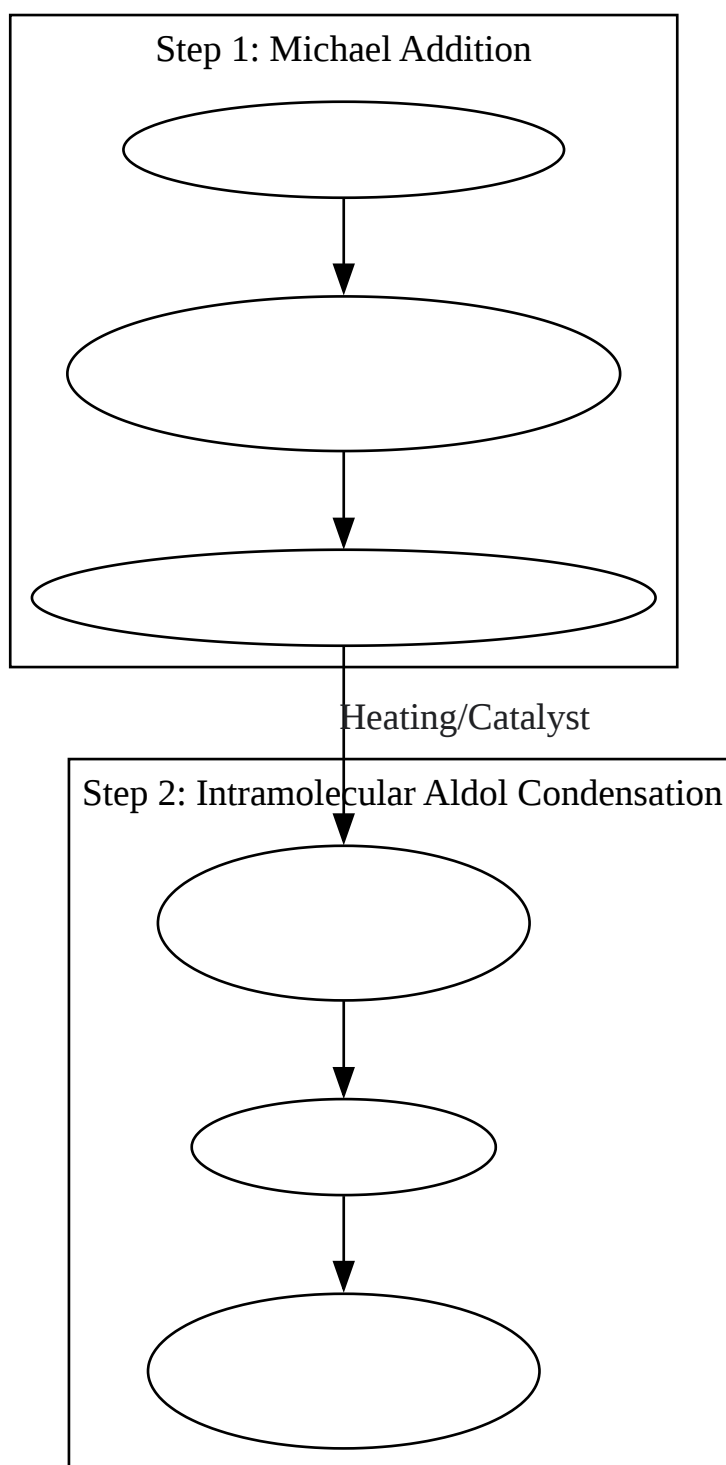 Step 1: Michael Addition
Heating/Catalyst
Step 2: Intramolecular Aldol Condensation